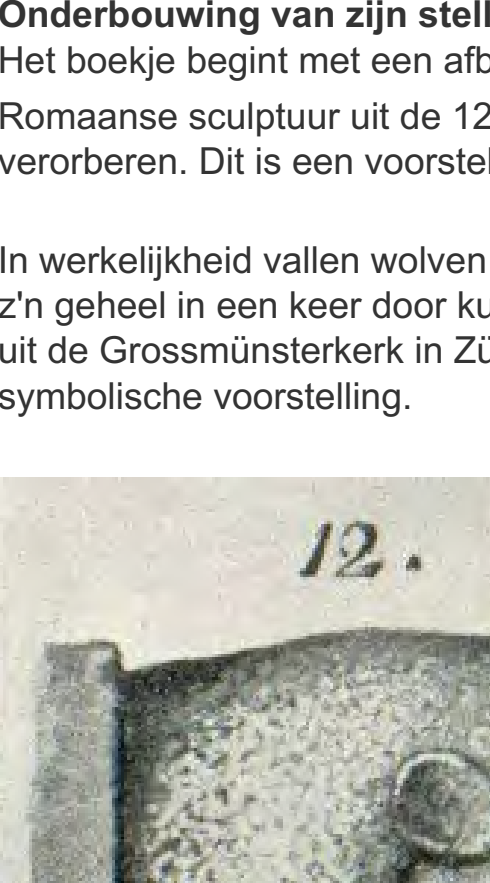 Onderbouwing van zijn stell
Het boekje begint met een afb
Romaanse sculptuur uit de 12
verorberen. Dit is een voorstel
In werkelijkheid vallen wolven
z'n geheel in een keer door ku
uit de Grossmünsterkerk in Zü
symbolische voorstelling.
12.